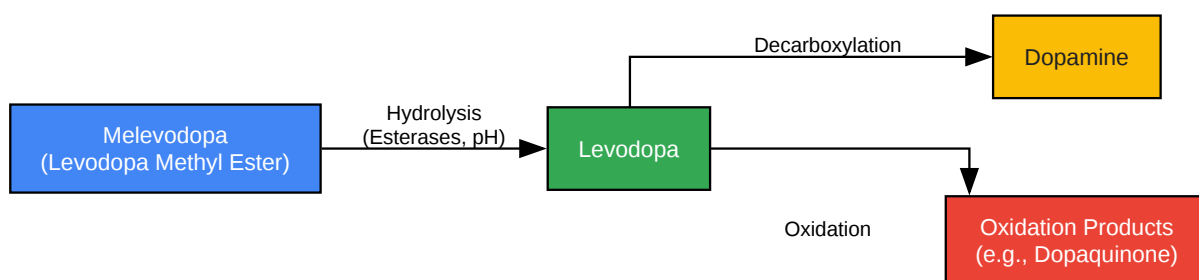 Melevodopa
(Levodopa Methyl Ester)
Hydrolysis
(Esterases, pH)
Levodopa
Decarboxylation
Dopamine
Oxidation
Oxidation Products
(e.g., Dopaquinone)